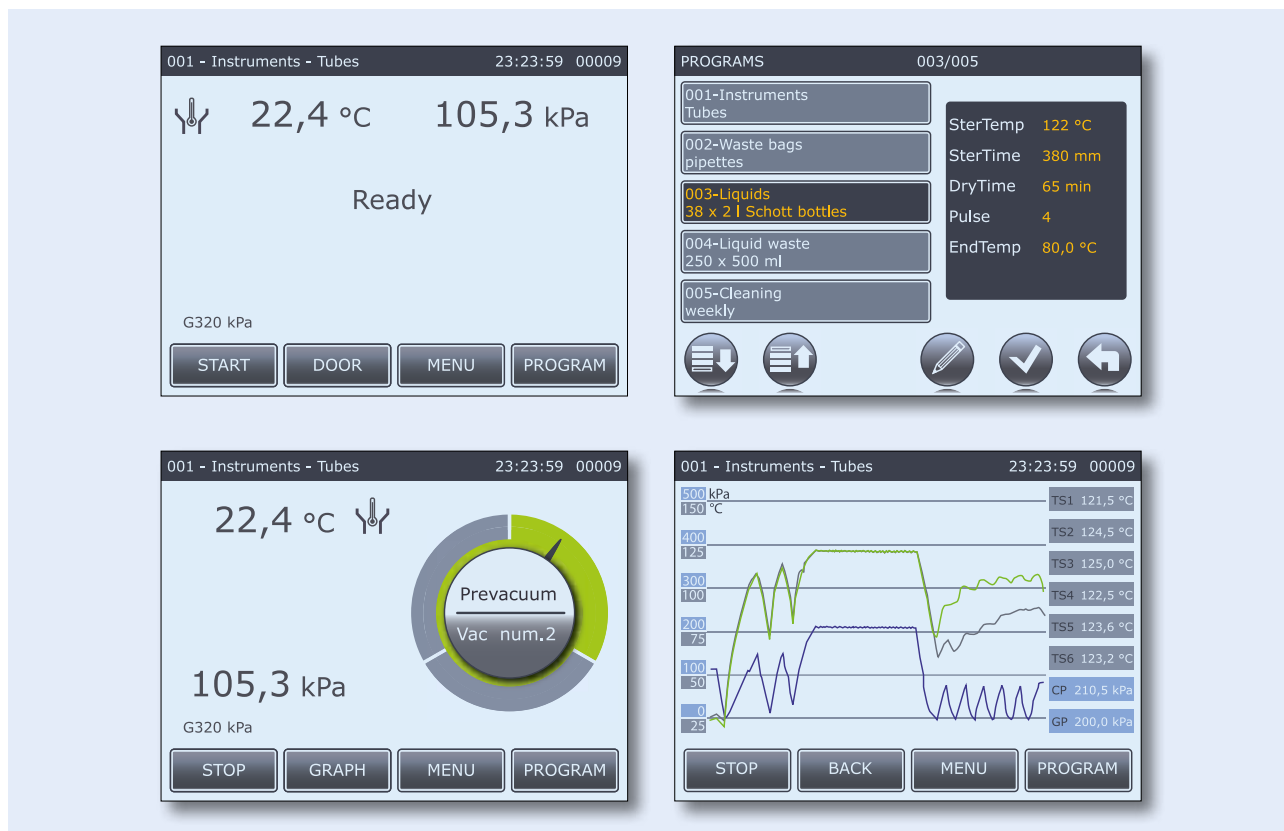 001 - Instruments - Tubes 23:23:59 00009
22,4 °C 105,3 kPa
Ready
G320 kPa
START DOOR MENU PROGRAM
PROGRAMS 003/005
001-Instruments
Tubes
002-Waste bags
pipettes
003-Liquids
38 x 2 l Schott bottles
004-Liquid waste
250 x 500 ml
005-Cleaning
weekly
SterTemp 122 °C
SterTime 380 mm
DryTime 65 min
Pulse 4
EndTemp 80,0 °C
001 - Instruments - Tubes 23:23:59 00009
22,4 °C
Prevacuum
Vac num.2
105,3 kPa
G320 kPa
STOP GRAPH MENU PROGRAM
001 - Instruments - Tubes 23:23:59 00009
500 kPa
150 °C
400
125
300
100
200
75
100
50
0
25
TS1 121,5 °C
TS2 124,5 °C
TS3 125,0 °C
TS4 122,5 °C
TS5 123,6 °C
TS6 123,2 °C
CP 210,5 kPa
GP 200,0 kPa
STOP BACK MENU PROGRAM